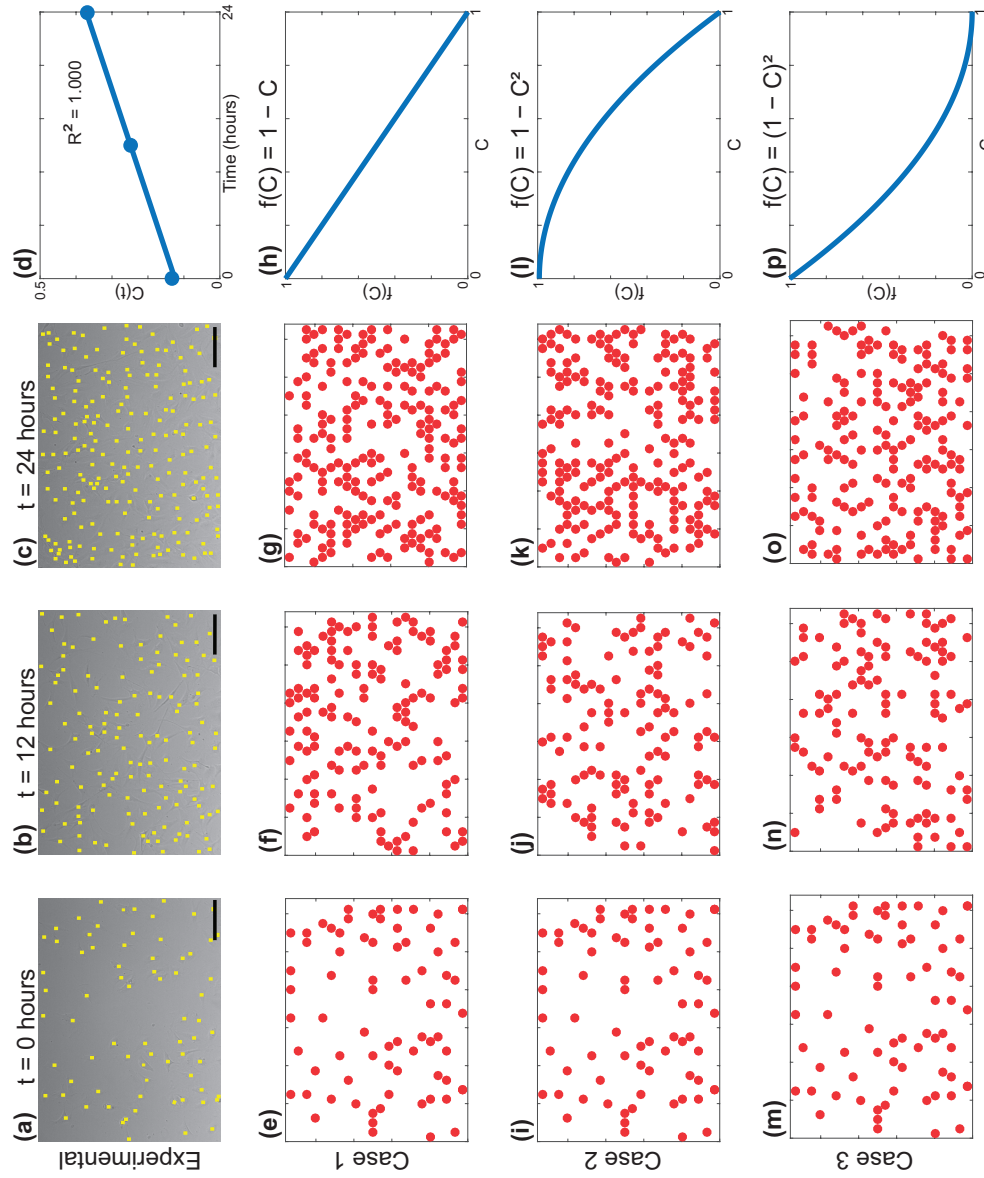 Experimental
(a) t = 0 hours
(b) t = 12 hours
(c) t = 24 hours
(d)
0.5
C(t)
0
R² = 1.000
0
Time (hours)
24
Case 1
(e)
(f)
(g)
(h) f(C) = 1 − C
1
f(C)
0
0
C
1
Case 2
(i)
(j)
(k)
(l) f(C) = 1 − C²
1
f(C)
0
0
C
1
Case 3
(m)
(n)
(o)
(p) f(C) = (1 − C)²
1
f(C)
0
0
C
1